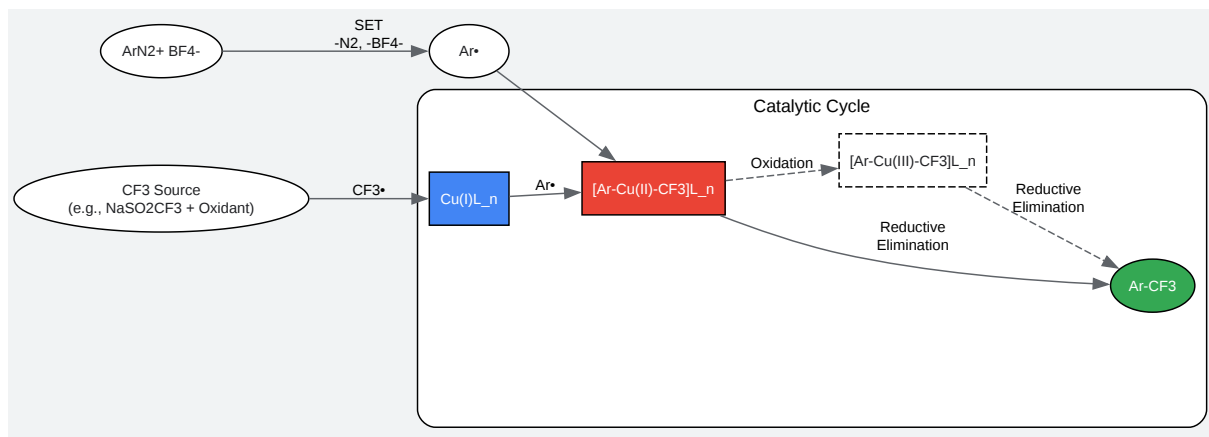 SET
-N2, -BF4-
ArN2+ BF4-
Ar•
Catalytic Cycle
CF3 Source
(e.g., NaSO2CF3 + Oxidant)
CF3•
Cu(I)L_n
Ar•
[Ar-Cu(II)-CF3]L_n
Oxidation
[Ar-Cu(III)-CF3]L_n
Reductive
Elimination
Reductive
Elimination
Ar-CF3